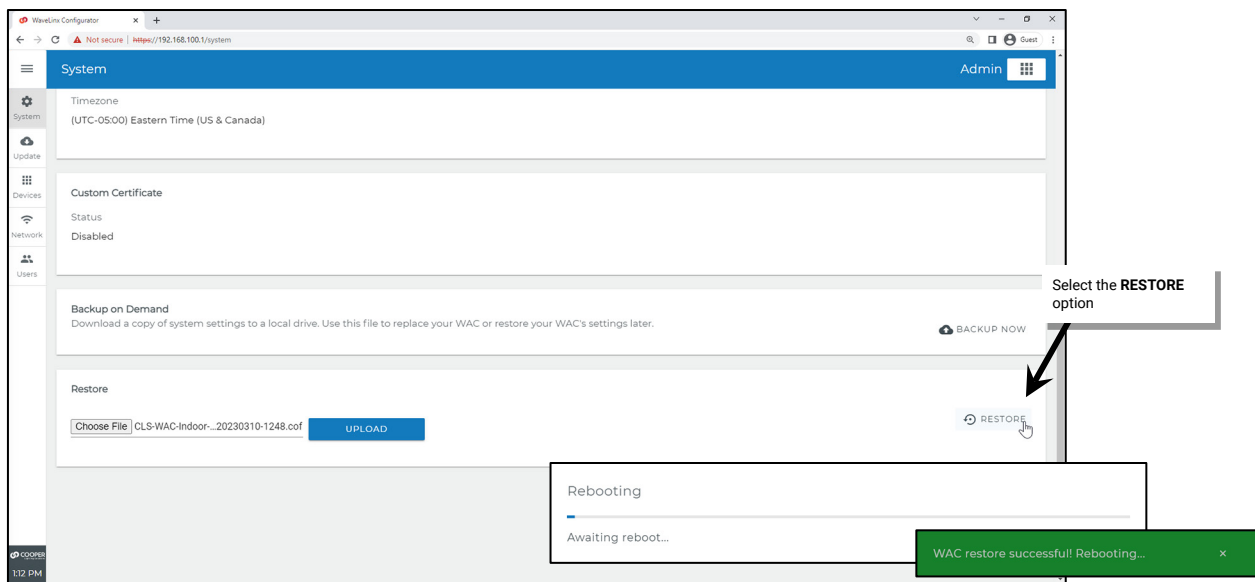 WaveLinx Configurator
Not secure | https://192.168.100.1/system
Guest
System
Admin
System
Update
Devices
Network
Users
Timezone
(UTC-05:00) Eastern Time (US & Canada)
Custom Certificate
Status
Disabled
Backup on Demand
Download a copy of system settings to a local drive. Use this file to replace your WAC or restore your WAC's settings later.
BACKUP NOW
Select the RESTORE
option
Restore
Choose File CLS-WAC-Indoor-...20230310-1248.cof
UPLOAD
RESTORE
Rebooting
Awaiting reboot...
WAC restore successful! Rebooting...
COOPER
1:12 PM